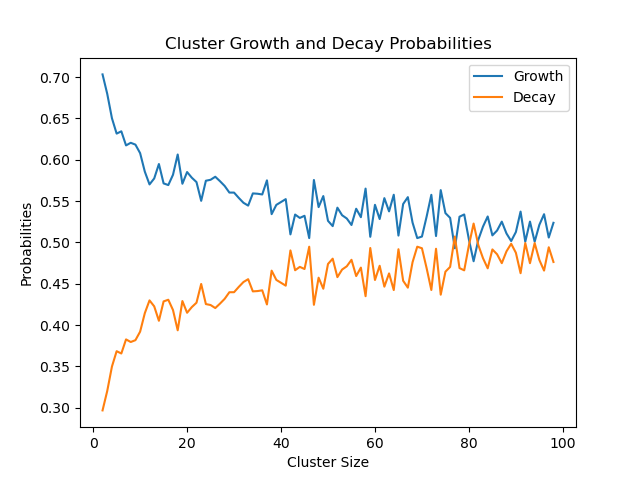 Cluster Growth and Decay Probabilities
Growth
Decay
0.70
0.65
0.60
0.55
0.50
0.45
0.40
0.35
0.30
Probabilities
0 20 40 60 80 100
Cluster Size